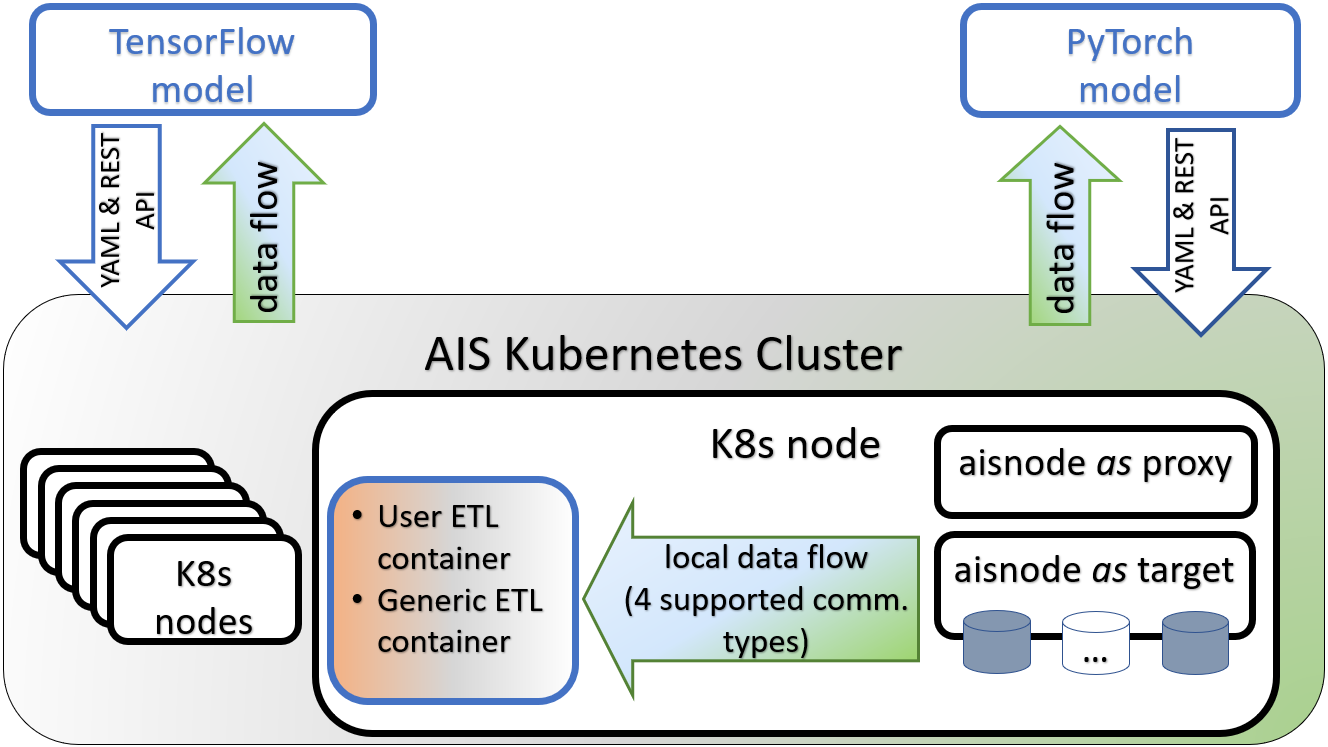 TensorFlow
model
PyTorch
model
YAML & REST
API
data flow
data flow
YAML & REST
API
AIS Kubernetes Cluster
K8s
nodes
K8s node
• User ETL
container
• Generic ETL
container
local data flow
(4 supported comm.
types)
aisnode as proxy
aisnode as target
...